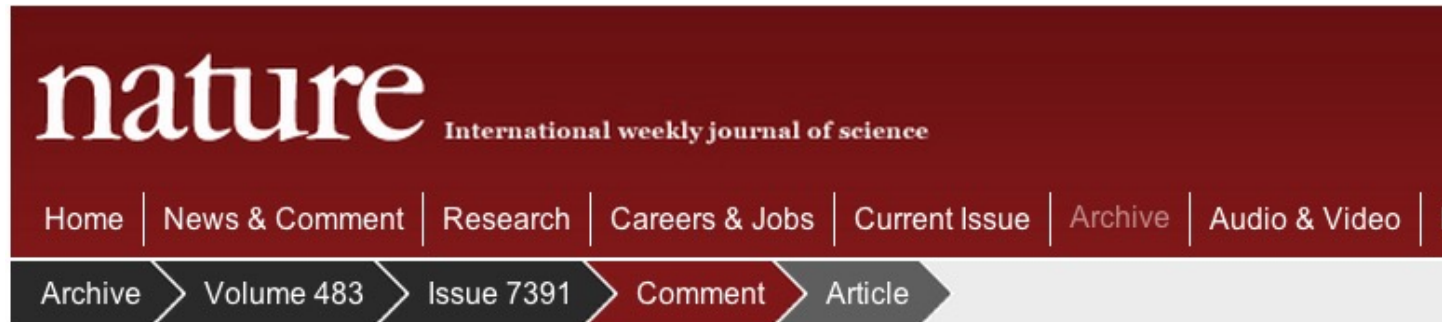 nature International weekly journal of science
Home News & Comment Research Careers & Jobs Current Issue Archive Audio & Video
Archive Volume 483 Issue 7391 Comment Article